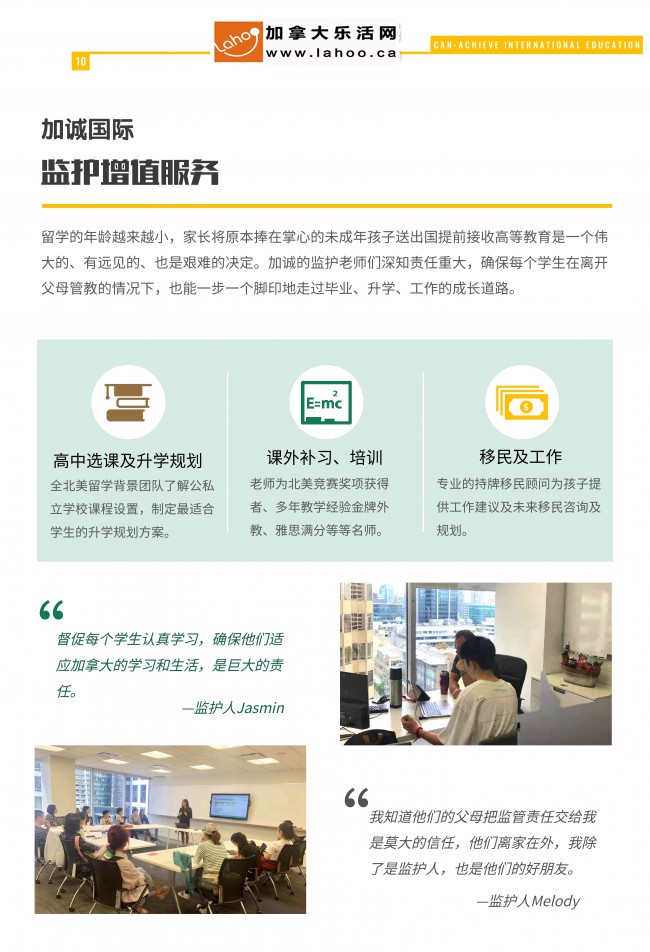 10
Lahoo
加拿大乐活网
www.lahoo.ca
CAN-ACHIEVE INTERNATIONAL EDUCATION
加诚国际
监护增值服务
留学的年龄越来越小，家长将原本捧在掌心的未成年孩子送出国提前接收高等教育是一个伟
大的、有远见的、也是艰难的决定。加诚的监护老师们深知责任重大，确保每个学生在离开
父母管教的情况下，也能一步一个脚印地走过毕业、升学、工作的成长道路。
E=mc2
$
高中选课及升学规划
全北美留学背景团队了解公私
立学校课程设置，制定最适合
学生的升学规划方案。
课外补习、培训
老师为北美竞赛奖项获得
者、多年教学经验金牌外
教、雅思满分等等名师。
移民及工作
专业的持牌移民顾问为孩子提
供工作建议及未来移民咨询及
规划。
“
督促每个学生认真学习，确保他们适
应加拿大的学习和生活，是巨大的责
任。
—监护人Jasmin
“
我知道他们的父母把监管责任交给我
是莫大的信任，他们离家在外，我除
了是监护人，也是他们的好朋友。
—监护人Melody